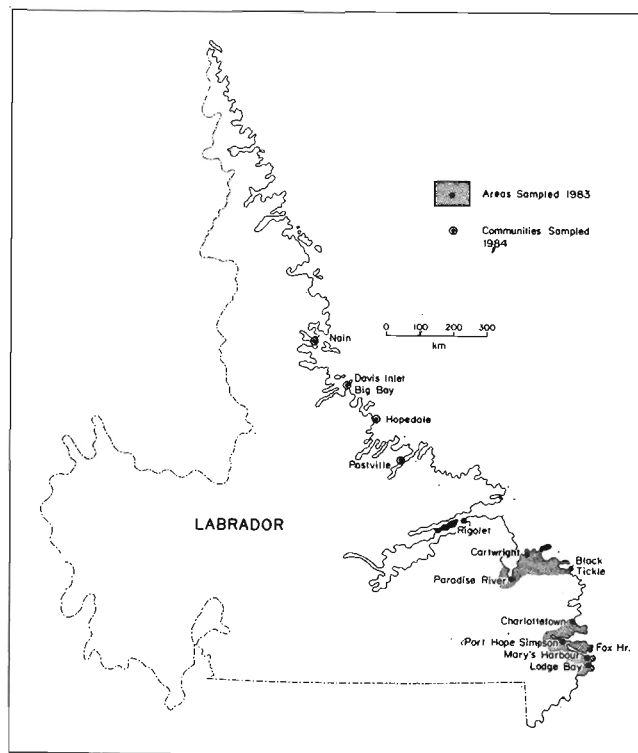 Areas Sampled 1983
Communities Sampled
1984
0 100 200 300
km
Nain
Davis Inlet
Big Bay
Hopedale
Postville
LABRADOR
Rigolet
Cartwright
Black
Tickle
Paradise River
Charlottetown
Port Hope Simpson
Fox Hr.
Mary's Harbour
Lodge Bay